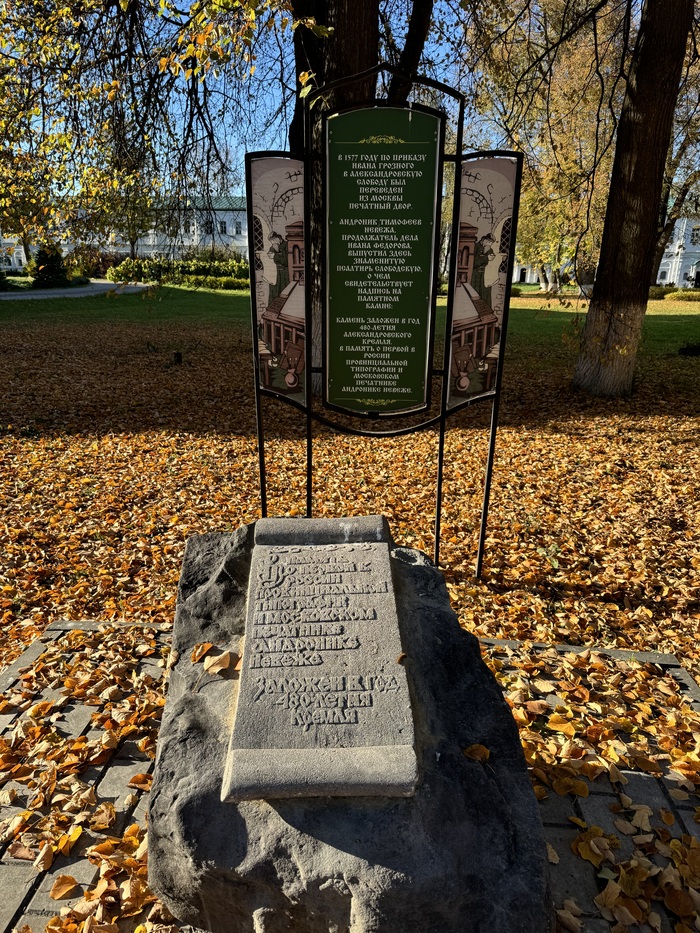 В 1577 ГОДУ ПО ПРИКАЗУ
ИВАНА ГРОЗНОГО
В АЛЕКСАНДРОВСКУЮ
СЛОБОДУ БЫЛ
ПЕРЕВЕДЕН
ИЗ МОСКВЫ
ПЕЧАТНЫЙ ДВОР.
АНДРОНИК ТИМОФЕЕВ
НЕВЕЖА,
ПРОДОЛЖАТЕЛЬ ДЕЛА
ИВАНА ФЕДОРОВА,
ВЫПУСТИЛ ЗДЕСЬ
ЗНАМЕНИТУЮ
ПСАЛТИРЬ СЛОБОДСКУЮ,
О ЧЕМ
СВИДЕТЕЛЬСТВУЕТ
НАДПИСЬ НА
ПАМЯТНОМ
КАМНЕ:
КАМЕНЬ ЗАЛОЖЕН В ГОД
480-ЛЕТИЯ
АЛЕКСАНДРОВСКОГО
КРЕМЛЯ.
В ПАМЯТЬ О ПЕРВОЙ В
РОССИИ
ПРОВИНЦИАЛЬНОЙ
ТИПОГРАФИИ И
МОСКОВСКОМ
ПЕЧАТНИКЕ
АНДРОНИКЕ НЕВЕЖЕ.
В память
о первой в
России
провинциальной
типографии
и московском
печатнике
Андронике
Невеже
Заложен в год
480-летия
Кремля